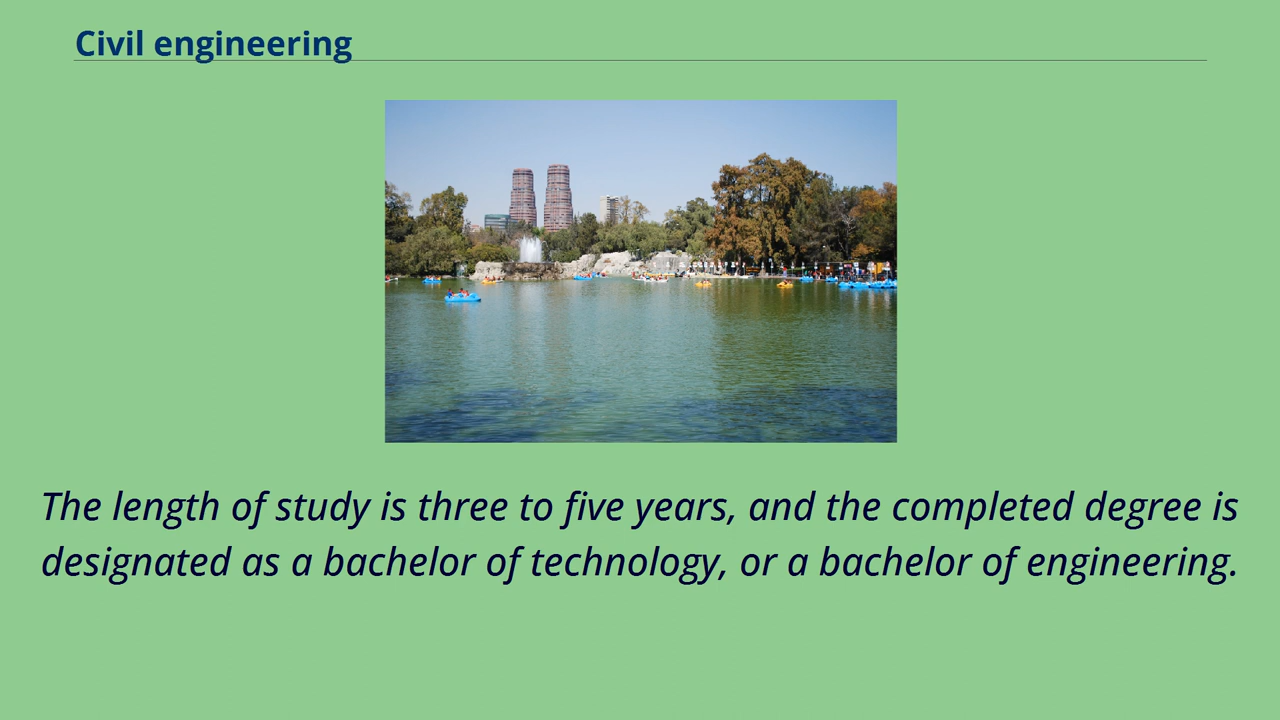 Civil engineering
The length of study is three to five years, and the completed degree is
designated as a bachelor of technology, or a bachelor of engineering.